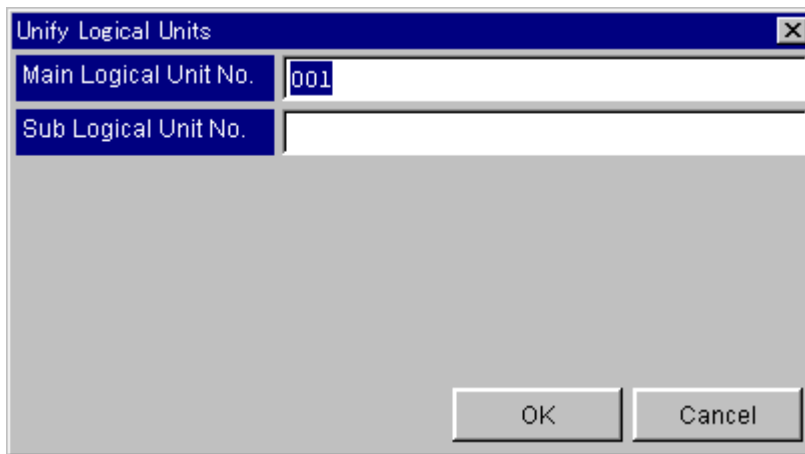 Unify Logical Units
Main Logical Unit No. 001
Sub Logical Unit No.
OK Cancel